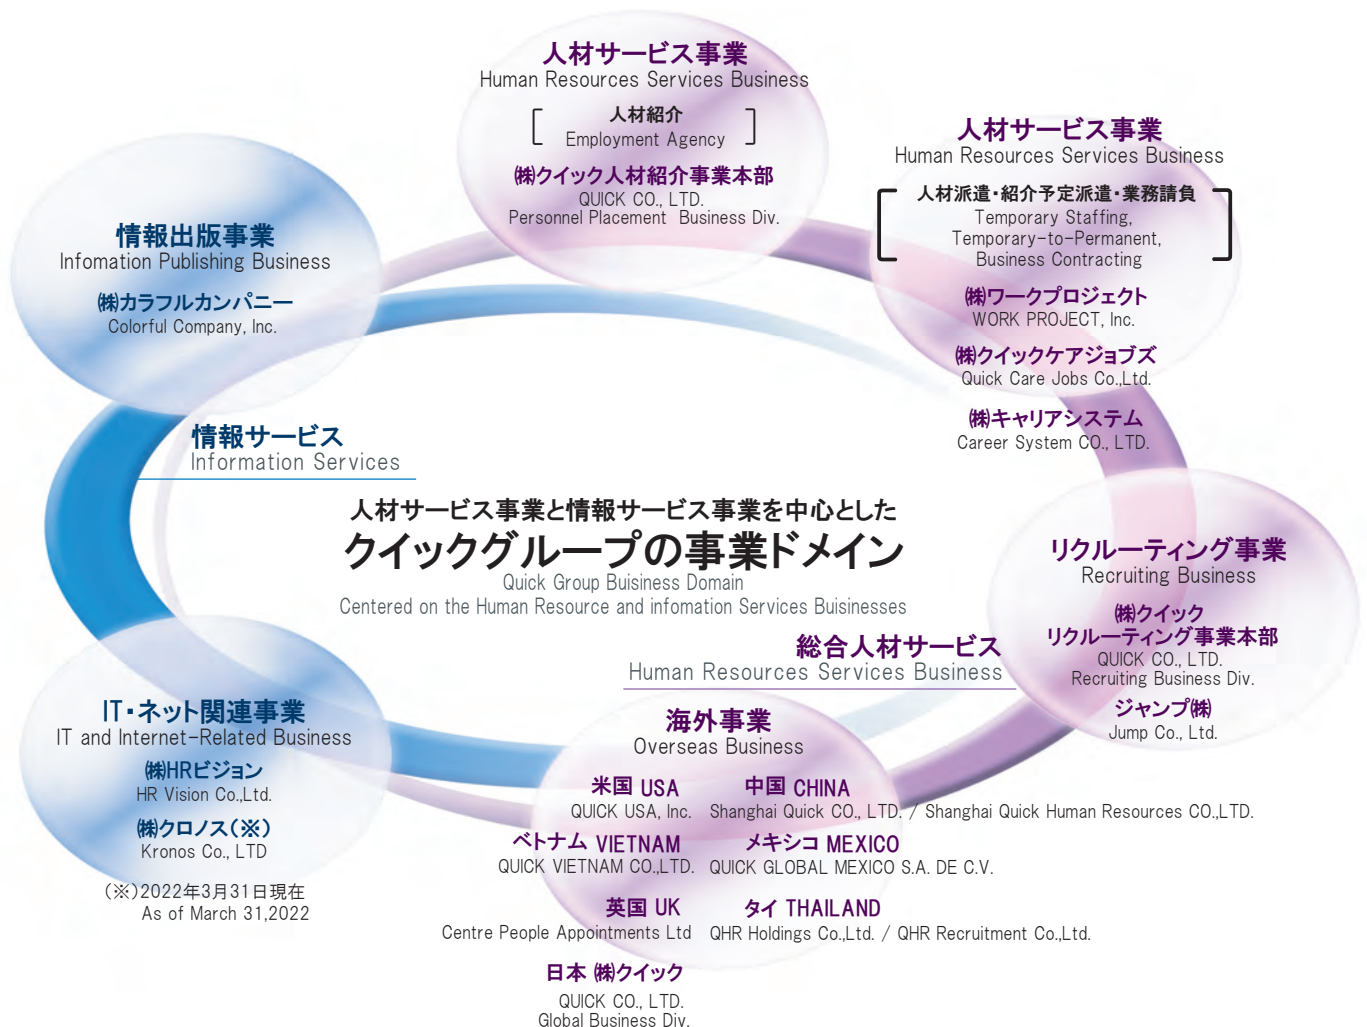 人材サービス事業
Human Resources Services Business
人材紹介
Employment Agency
㈱クイック人材紹介事業本部
QUICK CO., LTD.
Personnel Placement Business Div.
人材サービス事業
Human Resources Services Business
人材派遣・紹介予定派遣・業務請負
Temporary Staffing,
Temporary-to-Permanent,
Business Contracting
㈱ワークプロジェクト
WORK PROJECT, Inc.
㈱クイックケアジョブズ
Quick Care Jobs Co.,Ltd.
㈱キャリアシステム
Career System CO., LTD.
情報出版事業
Infomation Publishing Business
㈱カラフルカンパニー
Colorful Company, Inc.
情報サービス
Information Services
人材サービス事業と情報サービス事業を中心とした
クイックグループの事業ドメイン
Quick Group Buisiness Domain
Centered on the Human Resource and infomation Services Buisinesses
リクルーティング事業
Recruiting Business
㈱クイック
リクルーティング事業本部
QUICK CO., LTD.
Recruiting Business Div.
ジャンプ㈱
Jump Co., Ltd.
総合人材サービス
Human Resources Services Business
IT・ネット関連事業
IT and Internet-Related Business
㈱HRビジョン
HR Vision Co.,Ltd.
㈱クロノス(※)
Kronos Co., LTD
(※)2022年3月31日現在
As of March 31,2022
海外事業
Overseas Business
米国 USA
QUICK USA, Inc.
中国 CHINA
Shanghai Quick CO., LTD. / Shanghai Quick Human Resources CO.,LTD.
ベトナム VIETNAM
QUICK VIETNAM CO.,LTD.
メキシコ MEXICO
QUICK GLOBAL MEXICO S.A. DE C.V.
英国 UK
Centre People Appointments Ltd
タイ THAILAND
QHR Holdings Co.,Ltd. / QHR Recruitment Co.,Ltd.
日本 ㈱クイック
QUICK CO., LTD.
Global Business Div.